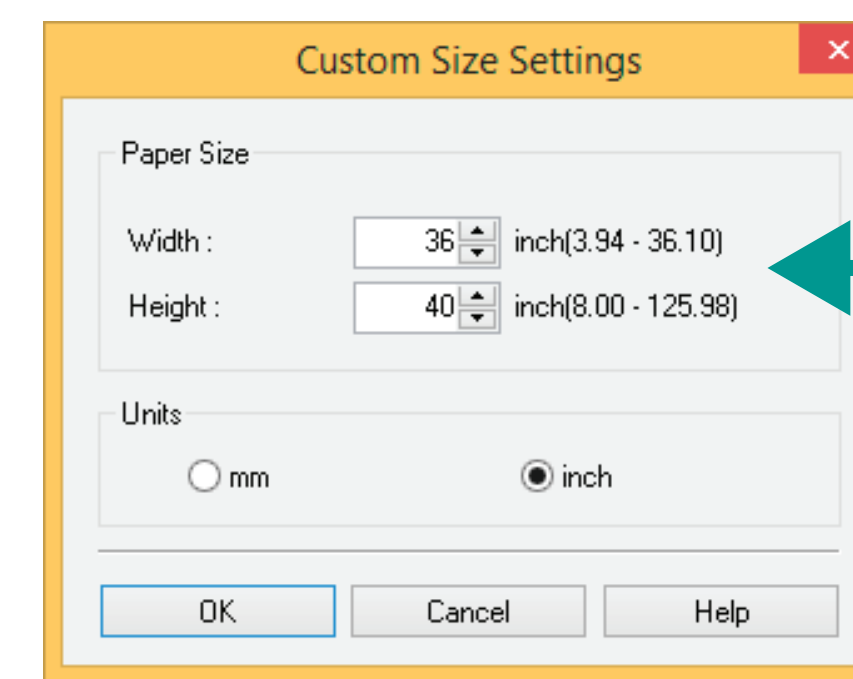 Custom Size Settings
Paper Size
Width : 36 inch(3.94 - 36.10)
Height : 40 inch(8.00 - 125.98)
Units
mm inch
OK Cancel Help